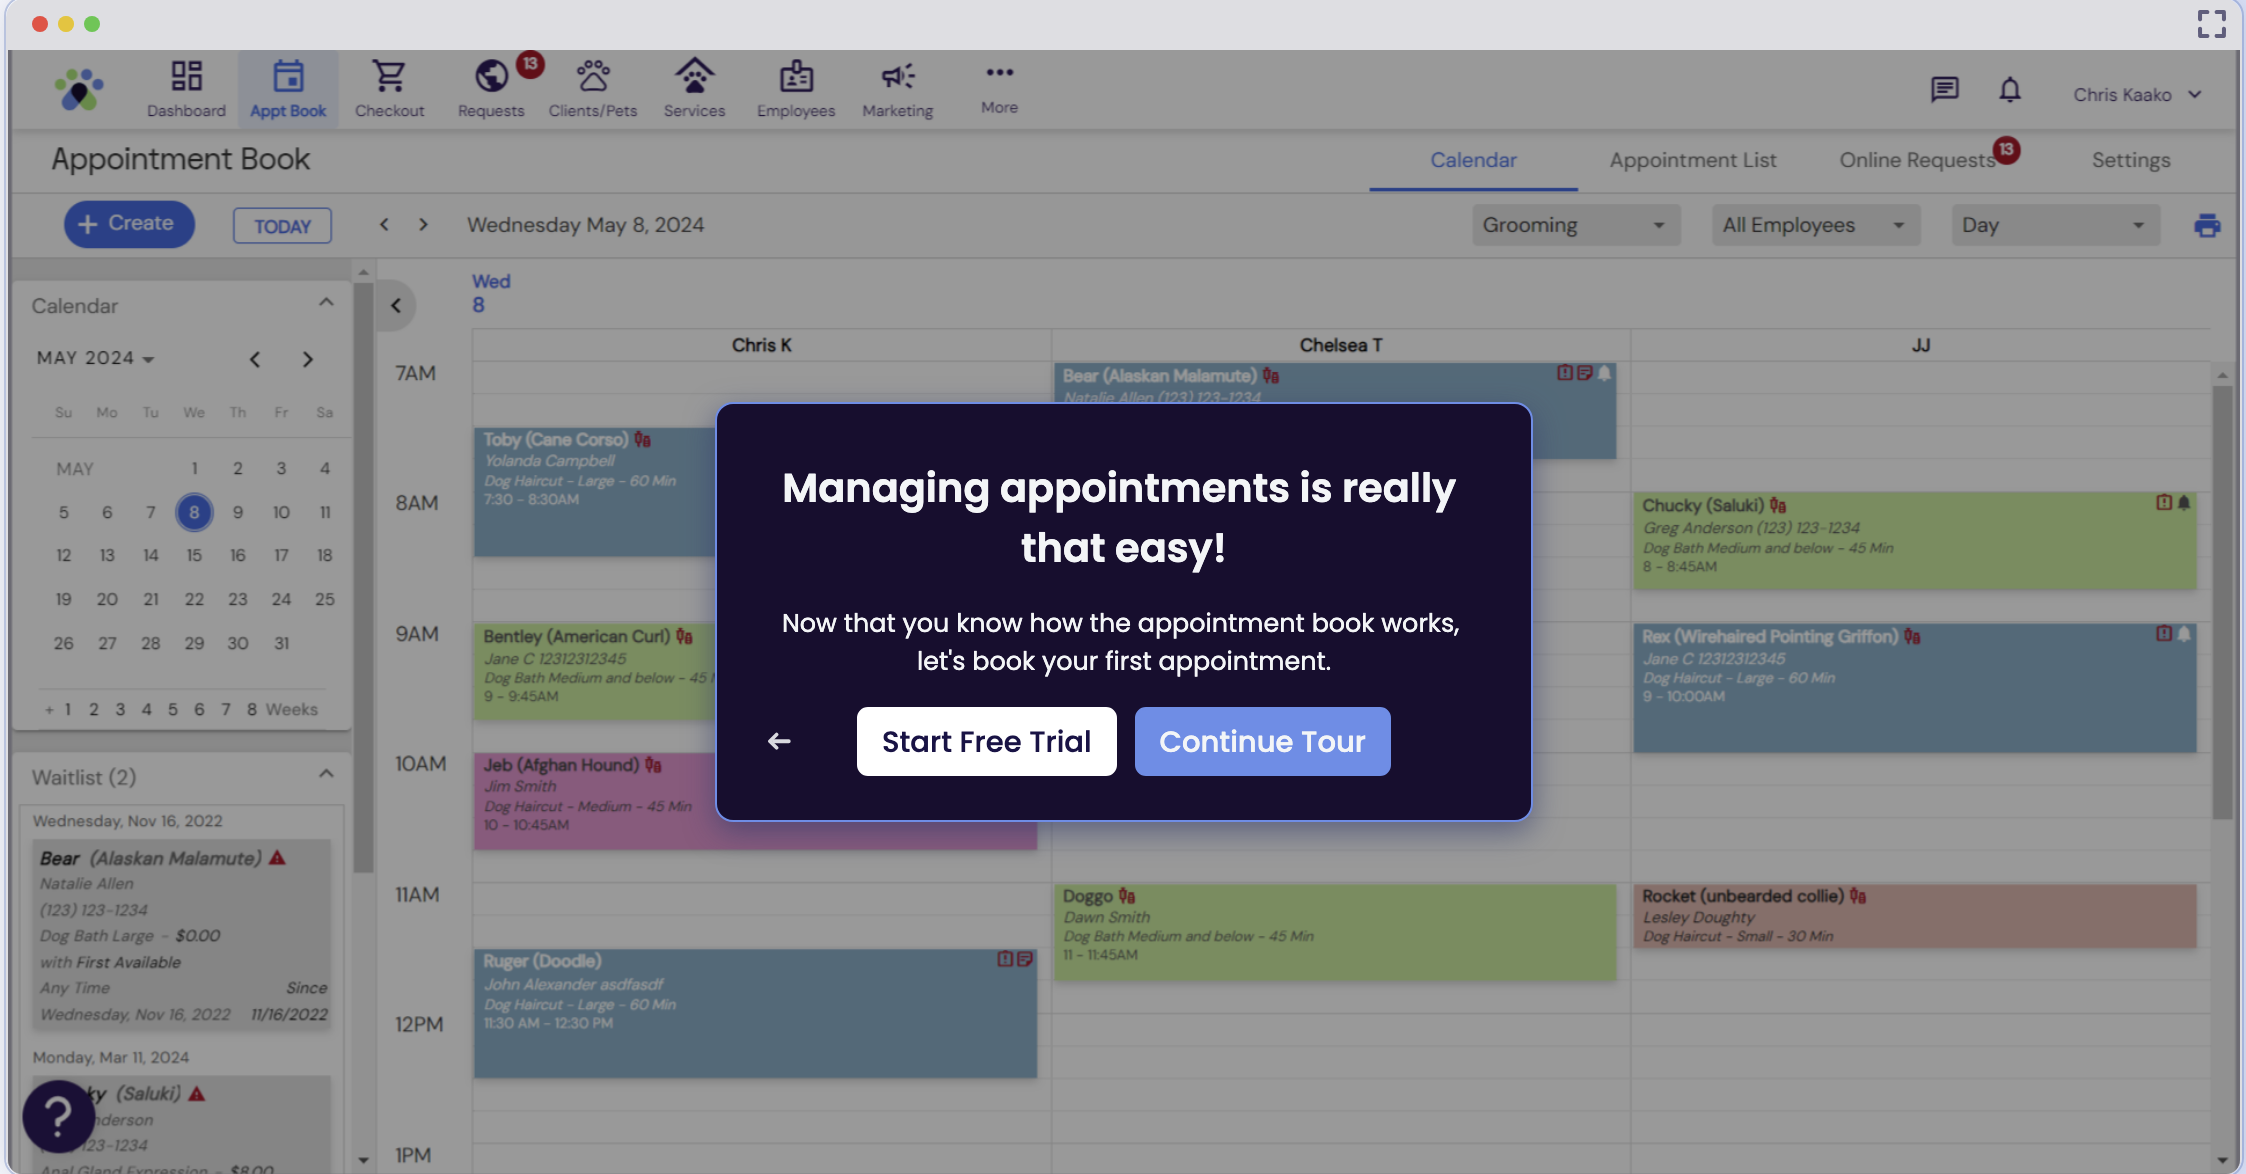 Dashboard
Appt Book
Checkout
13
Requests
Clients/Pets
Services
Employees
Marketing
More
Chris Kaako
Appointment Book
Calendar
Appointment List
Online Requests 13
Settings
+ Create
TODAY
Wednesday May 8, 2024
Grooming
All Employees
Day
Calendar
MAY 2024
Su Mo Tu We Th Fr Sa
MAY 1 2 3 4
5 6 7 8 9 10 11
12 13 14 15 16 17 18
19 20 21 22 23 24 25
26 27 28 29 30 31
+ 1 2 3 4 5 6 7 8 Weeks
Waitlist (2)
Wednesday, Nov 16, 2022
Bear (Alaskan Malamute)
Natalie Allen
(123) 123-1234
Dog Bath Large - $0.00
with First Available
Any Time Since
Wednesday, Nov 16, 2022 11/16/2022
Monday, Mar 11, 2024
ky (Saluki)
nderson
123-1234
Anal Gland Expression - $8.00
?
Wed
8
Chris K
Chelsea T
JJ
7AM
8AM
9AM
10AM
11AM
12PM
1PM
Toby (Cane Corso)
Yolanda Campbell
Dog Haircut - Large - 60 Min
7:30 - 8:30AM
Bentley (American Curl)
Jane C 12312312345
Dog Bath Medium and below - 45
9 - 9:45AM
Jeb (Afghan Hound)
Jim Smith
Dog Haircut - Medium - 45 Min
10 - 10:45AM
Ruger (Doodle)
John Alexander asdfasdf
Dog Haircut - Large - 60 Min
11:30 AM - 12:30 PM
Bear (Alaskan Malamute)
Natalie Allen (123) 123-1234
Doggo
Dawn Smith
Dog Bath Medium and below - 45 Min
11 - 11:45AM
Chucky (Saluki)
Greg Anderson (123) 123-1234
Dog Bath Medium and below - 45 Min
8 - 8:45AM
Rex (Wirehaired Pointing Griffon)
Jane C 12312312345
Dog Haircut - Large - 60 Min
9 - 10:00AM
Rocket (unbearded collie)
Lesley Doughty
Dog Haircut - Small - 30 Min
Managing appointments is really
that easy!
Now that you know how the appointment book works,
let's book your first appointment.
Start Free Trial
Continue Tour